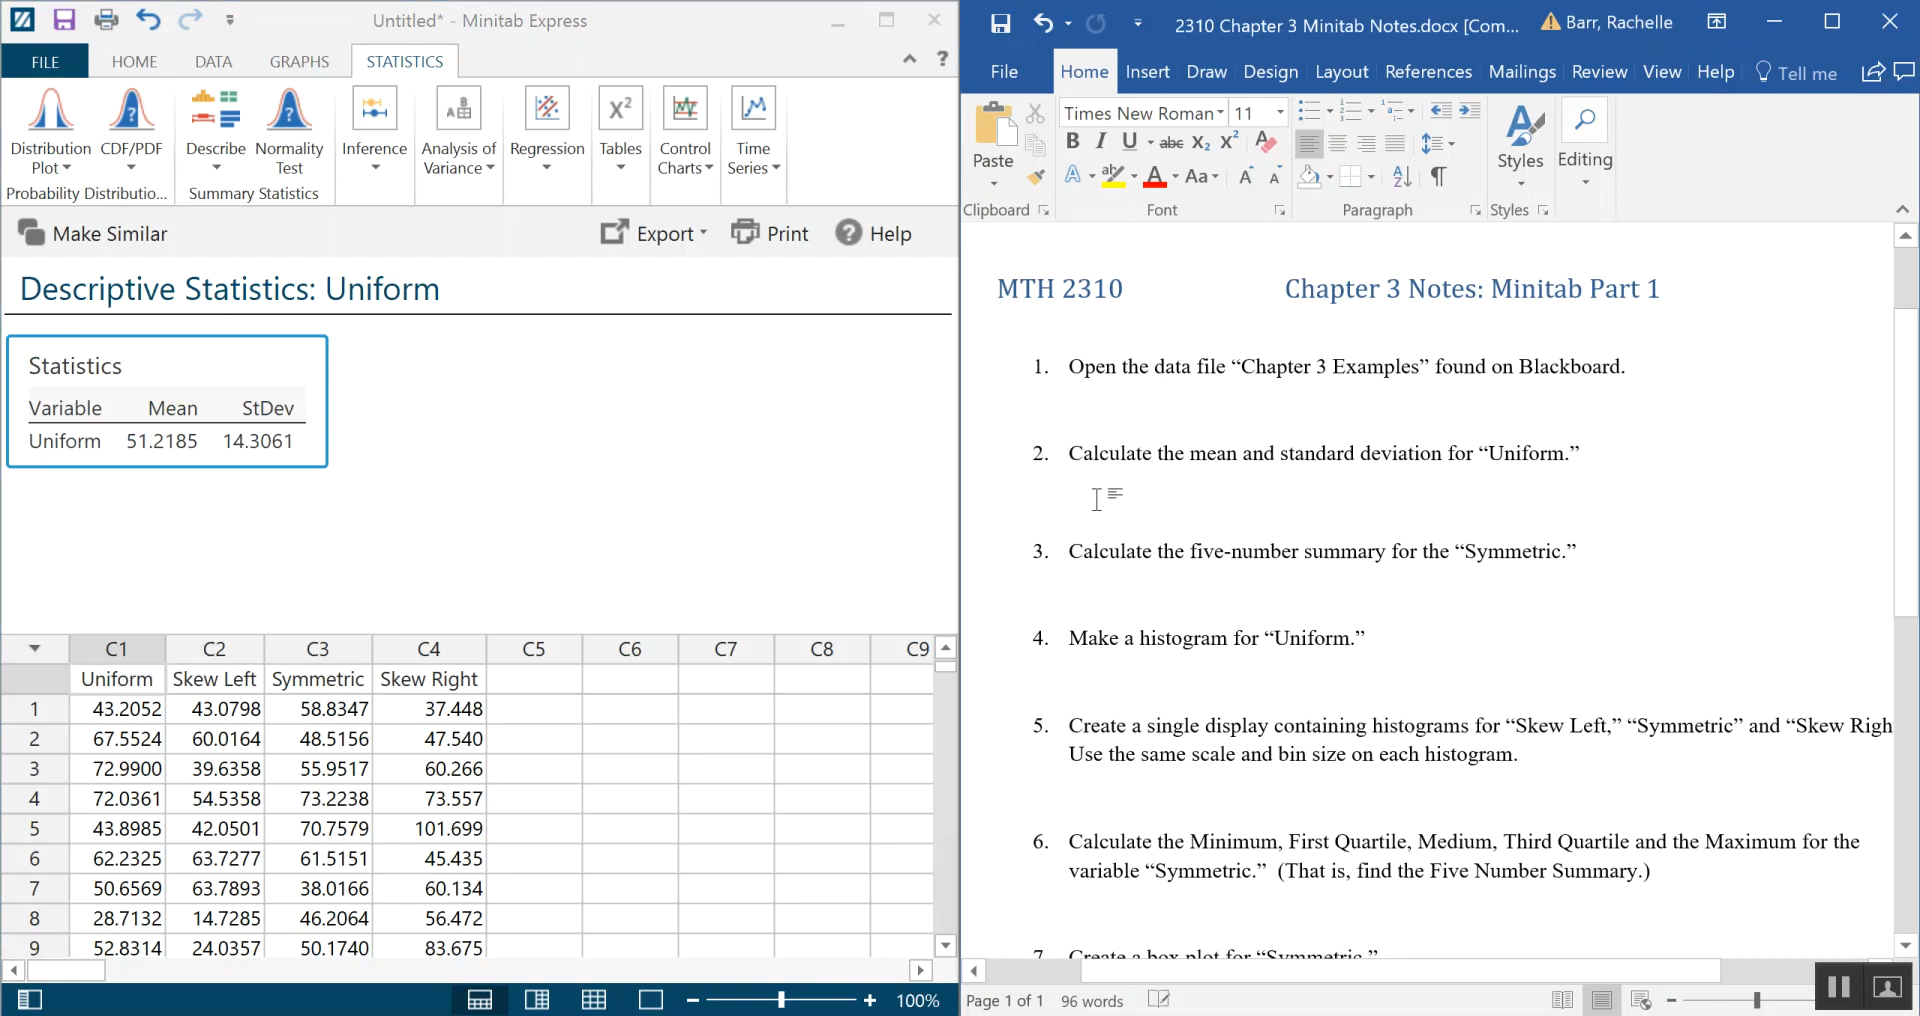 Untitled* - Minitab Express
FILE HOME DATA GRAPHS STATISTICS
Distribution Plot
CDF/PDF
Describe
Normality Test
Inference
Analysis of Variance
Regression
Tables
Control Charts
Time Series
Probability Distributio... Summary Statistics
Make Similar Export Print Help
Descriptive Statistics: Uniform
Statistics
Variable Mean StDev
Uniform 51.2185 14.3061
C1 C2 C3 C4 C5 C6 C7 C8 C9
Uniform Skew Left Symmetric Skew Right
1 43.2052 43.0798 58.8347 37.448
2 67.5524 60.0164 48.5156 47.540
3 72.9900 39.6358 55.9517 60.266
4 72.0361 54.5358 73.2238 73.557
5 43.8985 42.0501 70.7579 101.699
6 62.2325 63.7277 61.5151 45.435
7 50.6569 63.7893 38.0166 60.134
8 28.7132 14.7285 46.2064 56.472
9 52.8314 24.0357 50.1740 83.675
100%
2310 Chapter 3 Minitab Notes.docx [Com... Barr, Rachelle
File Home Insert Draw Design Layout References Mailings Review View Help Tell me
Times New Roman 11
Paste
B I U abc X₂ X²
A ab A Aa A A
Styles
Editing
Clipboard Font Paragraph Styles
MTH 2310 Chapter 3 Notes: Minitab Part 1
1. Open the data file “Chapter 3 Examples” found on Blackboard.
2. Calculate the mean and standard deviation for “Uniform.”
3. Calculate the five-number summary for the “Symmetric.”
4. Make a histogram for “Uniform.”
5. Create a single display containing histograms for “Skew Left,” “Symmetric” and “Skew Righ
Use the same scale and bin size on each histogram.
6. Calculate the Minimum, First Quartile, Medium, Third Quartile and the Maximum for the
variable “Symmetric.” (That is, find the Five Number Summary.)
7. Create a box plot for “Symmetric.”
Page 1 of 1 96 words